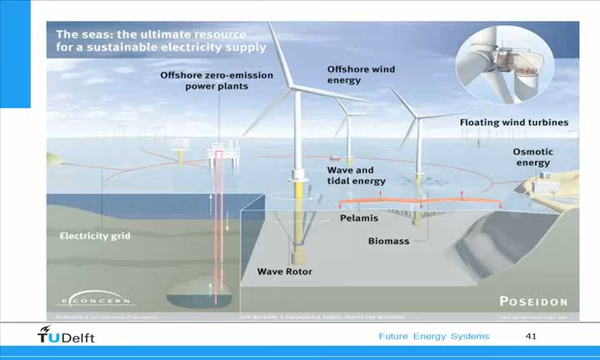 The seas: the ultimate resource
for a sustainable electricity supply
Offshore zero-emission
power plants
Offshore wind
energy
Floating wind turbines
Osmotic
energy
Wave and
tidal energy
Pelamis
Electricity grid
Biomass
Wave Rotor
ECONCERN
POSEIDON
TU Delft
Future Energy Systems
41